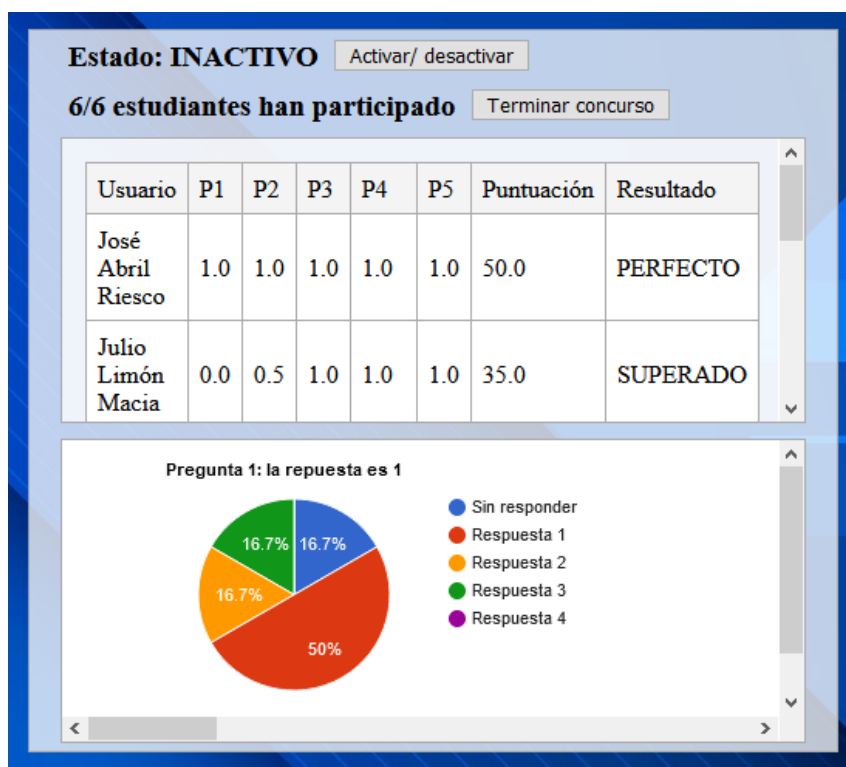 Estado: INACTIVO Activar/ desactivar
6/6 estudiantes han participado Terminar concurso
Usuario P1 P2 P3 P4 P5 Puntuación Resultado
José
Abril 1.0 1.0 1.0 1.0 1.0 50.0 PERFECTO
Riesco
Julio
Limón 0.0 0.5 1.0 1.0 1.0 35.0 SUPERADO
Macia
Pregunta 1: la repuesta es 1
Sin responder
16.7% 16.7% Respuesta 1
Respuesta 2
16.7% Respuesta 3
Respuesta 4
50%